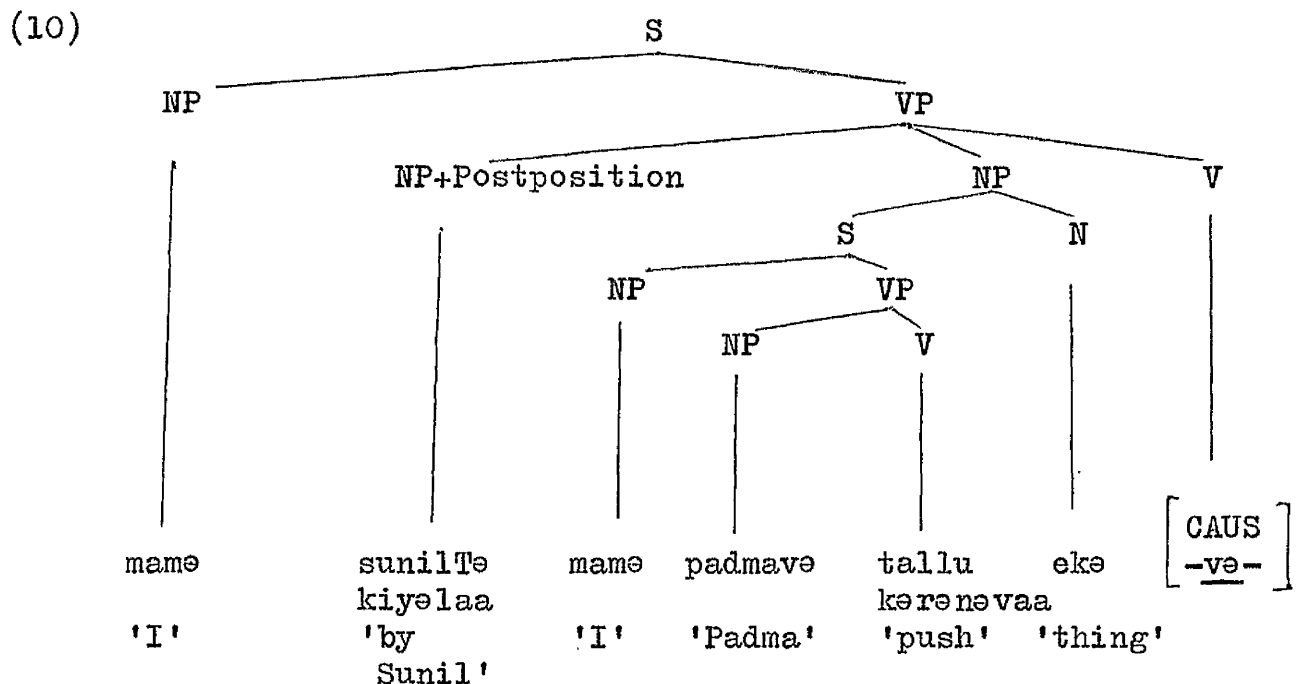 (10)
S
NP VP
NP+Postposition NP V
S N
NP VP
NP V
[CAUS
mamə sunilTə mamə padmavə tallu ekə -və-]
kiyəlaa kərənəvaa
'I' 'by 'I' 'Padma' 'push' 'thing'
Sunil'